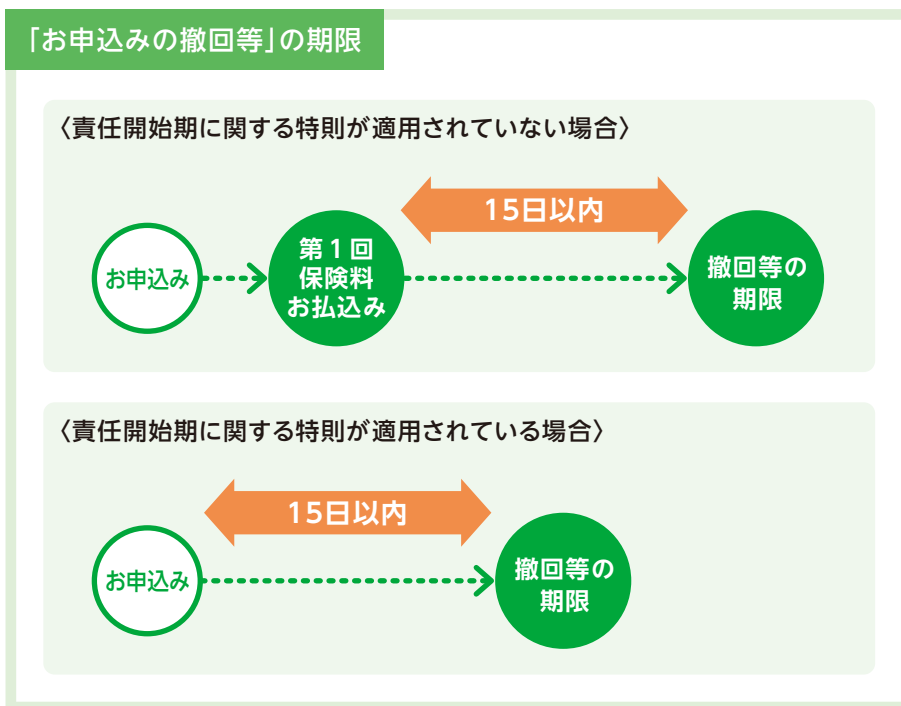 「お申込みの撤回等」の期限
〈責任開始期に関する特則が適用されていない場合〉
15日以内
お申込み
第1回
保険料
お払込み
撤回等の
期限
〈責任開始期に関する特則が適用されている場合〉
15日以内
お申込み
撤回等の
期限